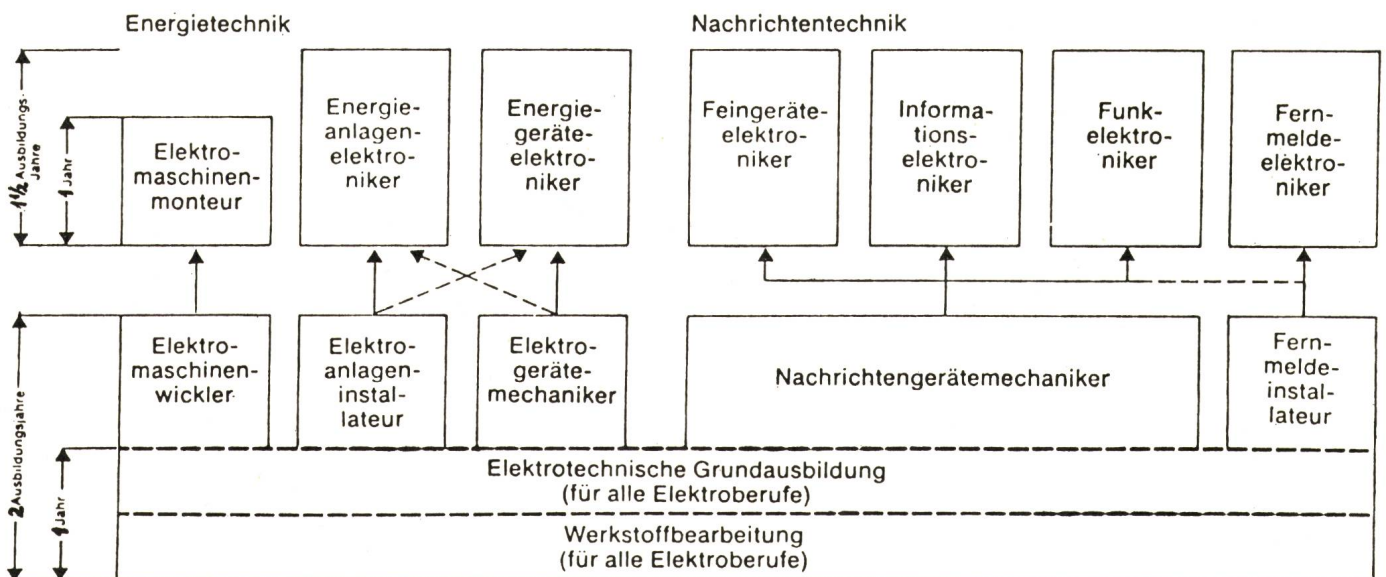 Energietechnik
Nachrichtentechnik
1½ Ausbildungs-
Jahre
1 Jahr
Elektro-
maschinen-
monteur
Energie-
anlagen-
elektro-
niker
Energie-
geräte-
elektro-
niker
Feingeräte-
elektro-
niker
Informa-
tions-
elektro-
niker
Funk-
elektro-
niker
Fern-
melde-
elektro-
niker
2 Ausbildungsjahre
1 Jahr
Elektro-
maschinen-
wickler
Elektro-
anlagen-
instal-
lateur
Elektro-
geräte-
mechaniker
Nachrichtengerätemechaniker
Fern-
melde-
instal-
lateur
Elektrotechnische Grundausbildung
(für alle Elektroberufe)
Werkstoffbearbeitung
(für alle Elektroberufe)